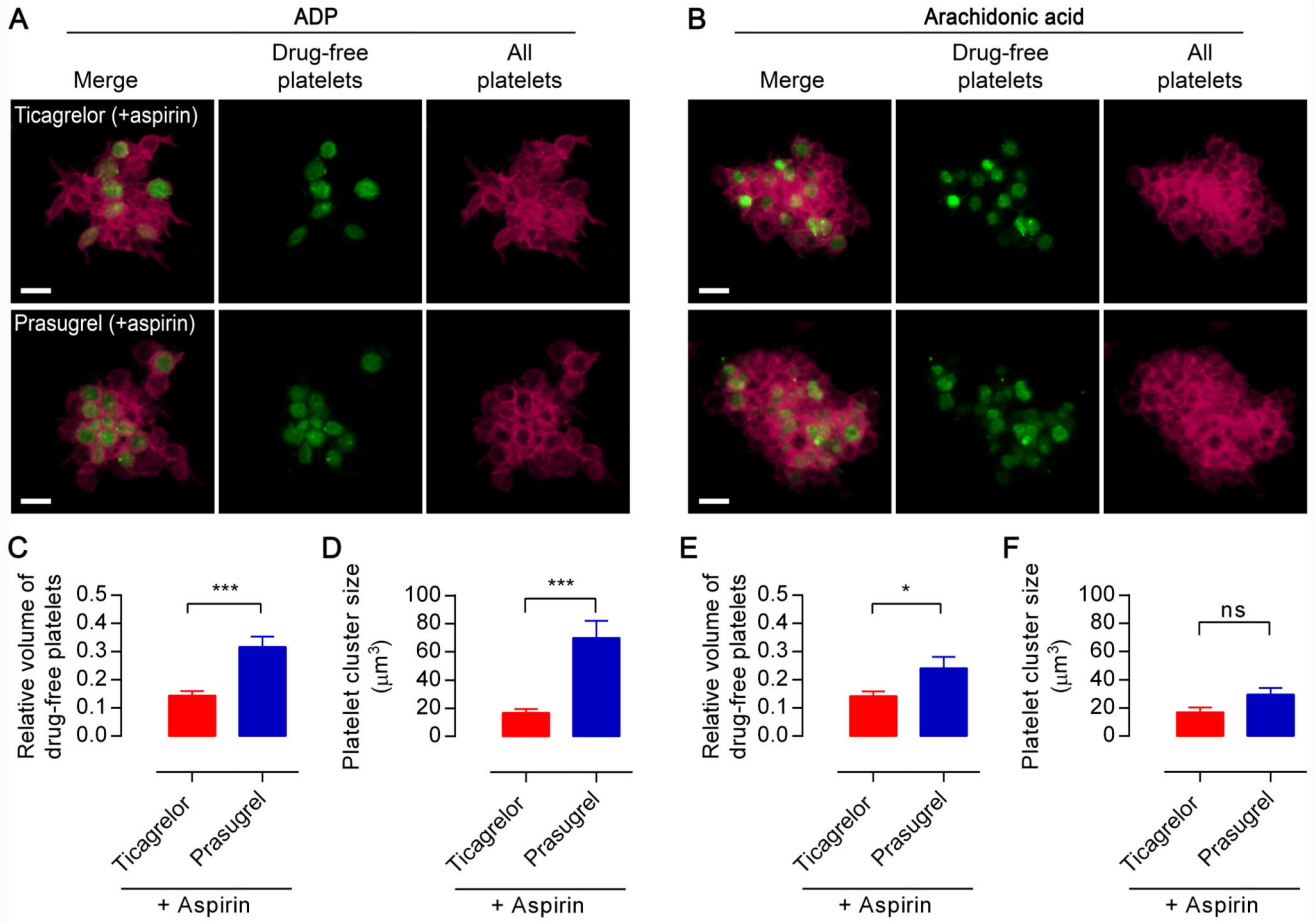 A
ADP
Merge
Drug-free
platelets
All
platelets
Ticagrelor (+aspirin)
Prasugrel (+aspirin)
B
Arachidonic acid
Merge
Drug-free
platelets
All
platelets
C
Relative volume of
drug-free platelets
0.5
0.4
0.3
0.2
0.1
0.0
***
Ticagrelor
Prasugrel
+ Aspirin
D
Platelet cluster size
(μm³)
100
80
60
40
20
0
***
Ticagrelor
Prasugrel
+ Aspirin
E
Relative volume of
drug-free platelets
0.5
0.4
0.3
0.2
0.1
0.0
*
Ticagrelor
Prasugrel
+ Aspirin
F
Platelet cluster size
(μm³)
100
80
60
40
20
0
ns
Ticagrelor
Prasugrel
+ Aspirin